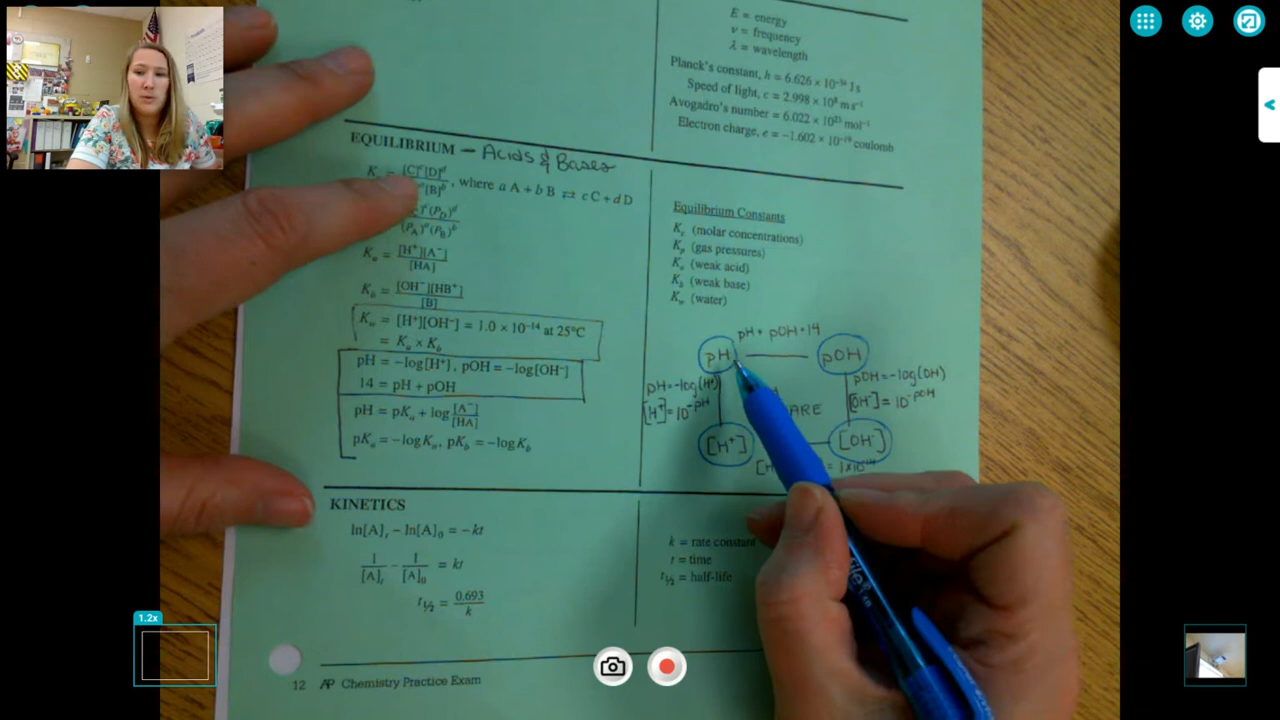 E = energy
ν = frequency
λ = wavelength
Planck's constant, h = 6.626 × 10⁻³⁴ J s
Speed of light, c = 2.998 × 10⁸ m s⁻¹
Avogadro's number = 6.022 × 10²³ mol⁻¹
Electron charge, e = −1.602 × 10⁻¹⁹ coulomb
EQUILIBRIUM – Acids & Bases
[C]ᶜ[D]ᵈ
[B]ᵇ , where a A + b B ⇄ c C + d D
(P_D)ᵈ
(P_A)ᵃ (P_B)ᵇ
Kₐ = [H⁺][A⁻] / [HA]
K_b = [OH⁻][HB⁺] / [B]
K_w = [H⁺][OH⁻] = 1.0 × 10⁻¹⁴ at 25°C
= Kₐ × K_b
pH = −log[H⁺] , pOH = −log[OH⁻]
14 = pH + pOH
pH = pKₐ + log [A⁻] / [HA]
pKₐ = −logKₐ, pK_b = −logK_b
Equilibrium Constants
K_c (molar concentrations)
K_p (gas pressures)
Kₐ (weak acid)
K_b (weak base)
K_w (water)
pH + pOH = 14
pH
pOH
pH = -log(H⁺)
[H⁺] = 10^-pH
pOH = -log(OH)
[OH⁻] = 10^-pOH
ARE
[H⁺]
[OH⁻]
KINETICS
ln[A]ₜ − ln[A]₀ = −kt
1/[A]ₜ − 1/[A]₀ = kt
t½ = 0.693 / k
k = rate constant
t = time
t½ = half-life
12 AP Chemistry Practice Exam
1.2x